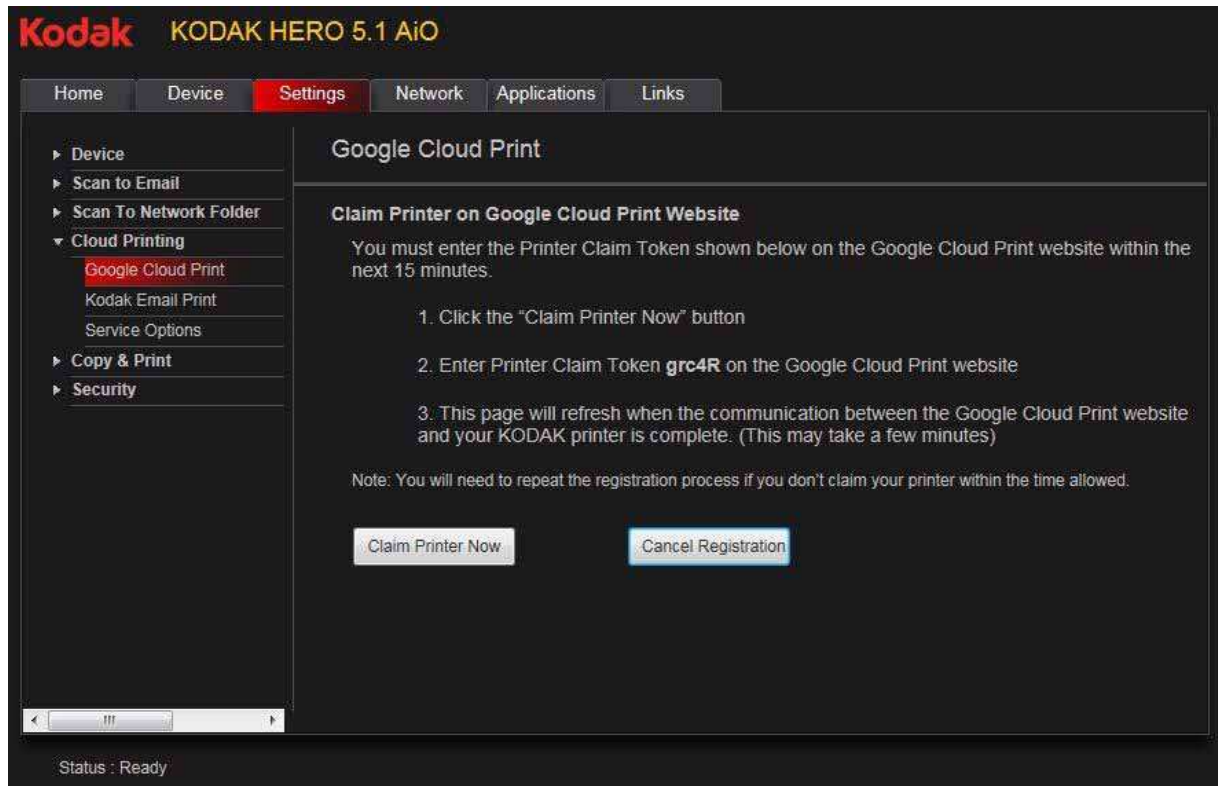 Kodak KODAK HERO 5.1 AiO
Home Device Settings Network Applications Links
Device
Scan to Email
Scan To Network Folder
Cloud Printing
Google Cloud Print
Kodak Email Print
Service Options
Copy & Print
Security
Google Cloud Print
Claim Printer on Google Cloud Print Website
You must enter the Printer Claim Token shown below on the Google Cloud Print website within the
next 15 minutes.
1. Click the “Claim Printer Now” button
2. Enter Printer Claim Token grc4R on the Google Cloud Print website
3. This page will refresh when the communication between the Google Cloud Print website
and your KODAK printer is complete. (This may take a few minutes)
Note: You will need to repeat the registration process if you don't claim your printer within the time allowed.
Claim Printer Now Cancel Registration
Status : Ready